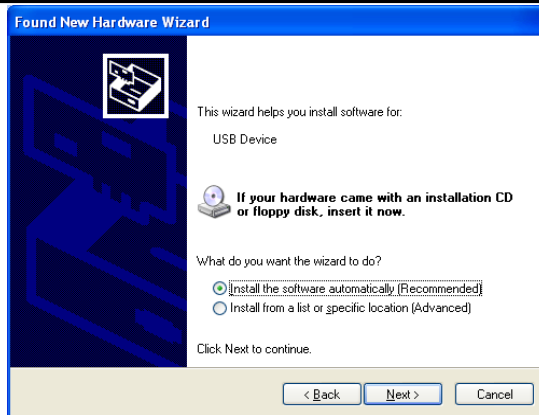 Found New Hardware Wizard
This wizard helps you install software for:
USB Device
If your hardware came with an installation CD
or floppy disk, insert it now.
What do you want the wizard to do?
Install the software automatically (Recommended)
Install from a list or specific location (Advanced)
Click Next to continue.
< Back Next > Cancel